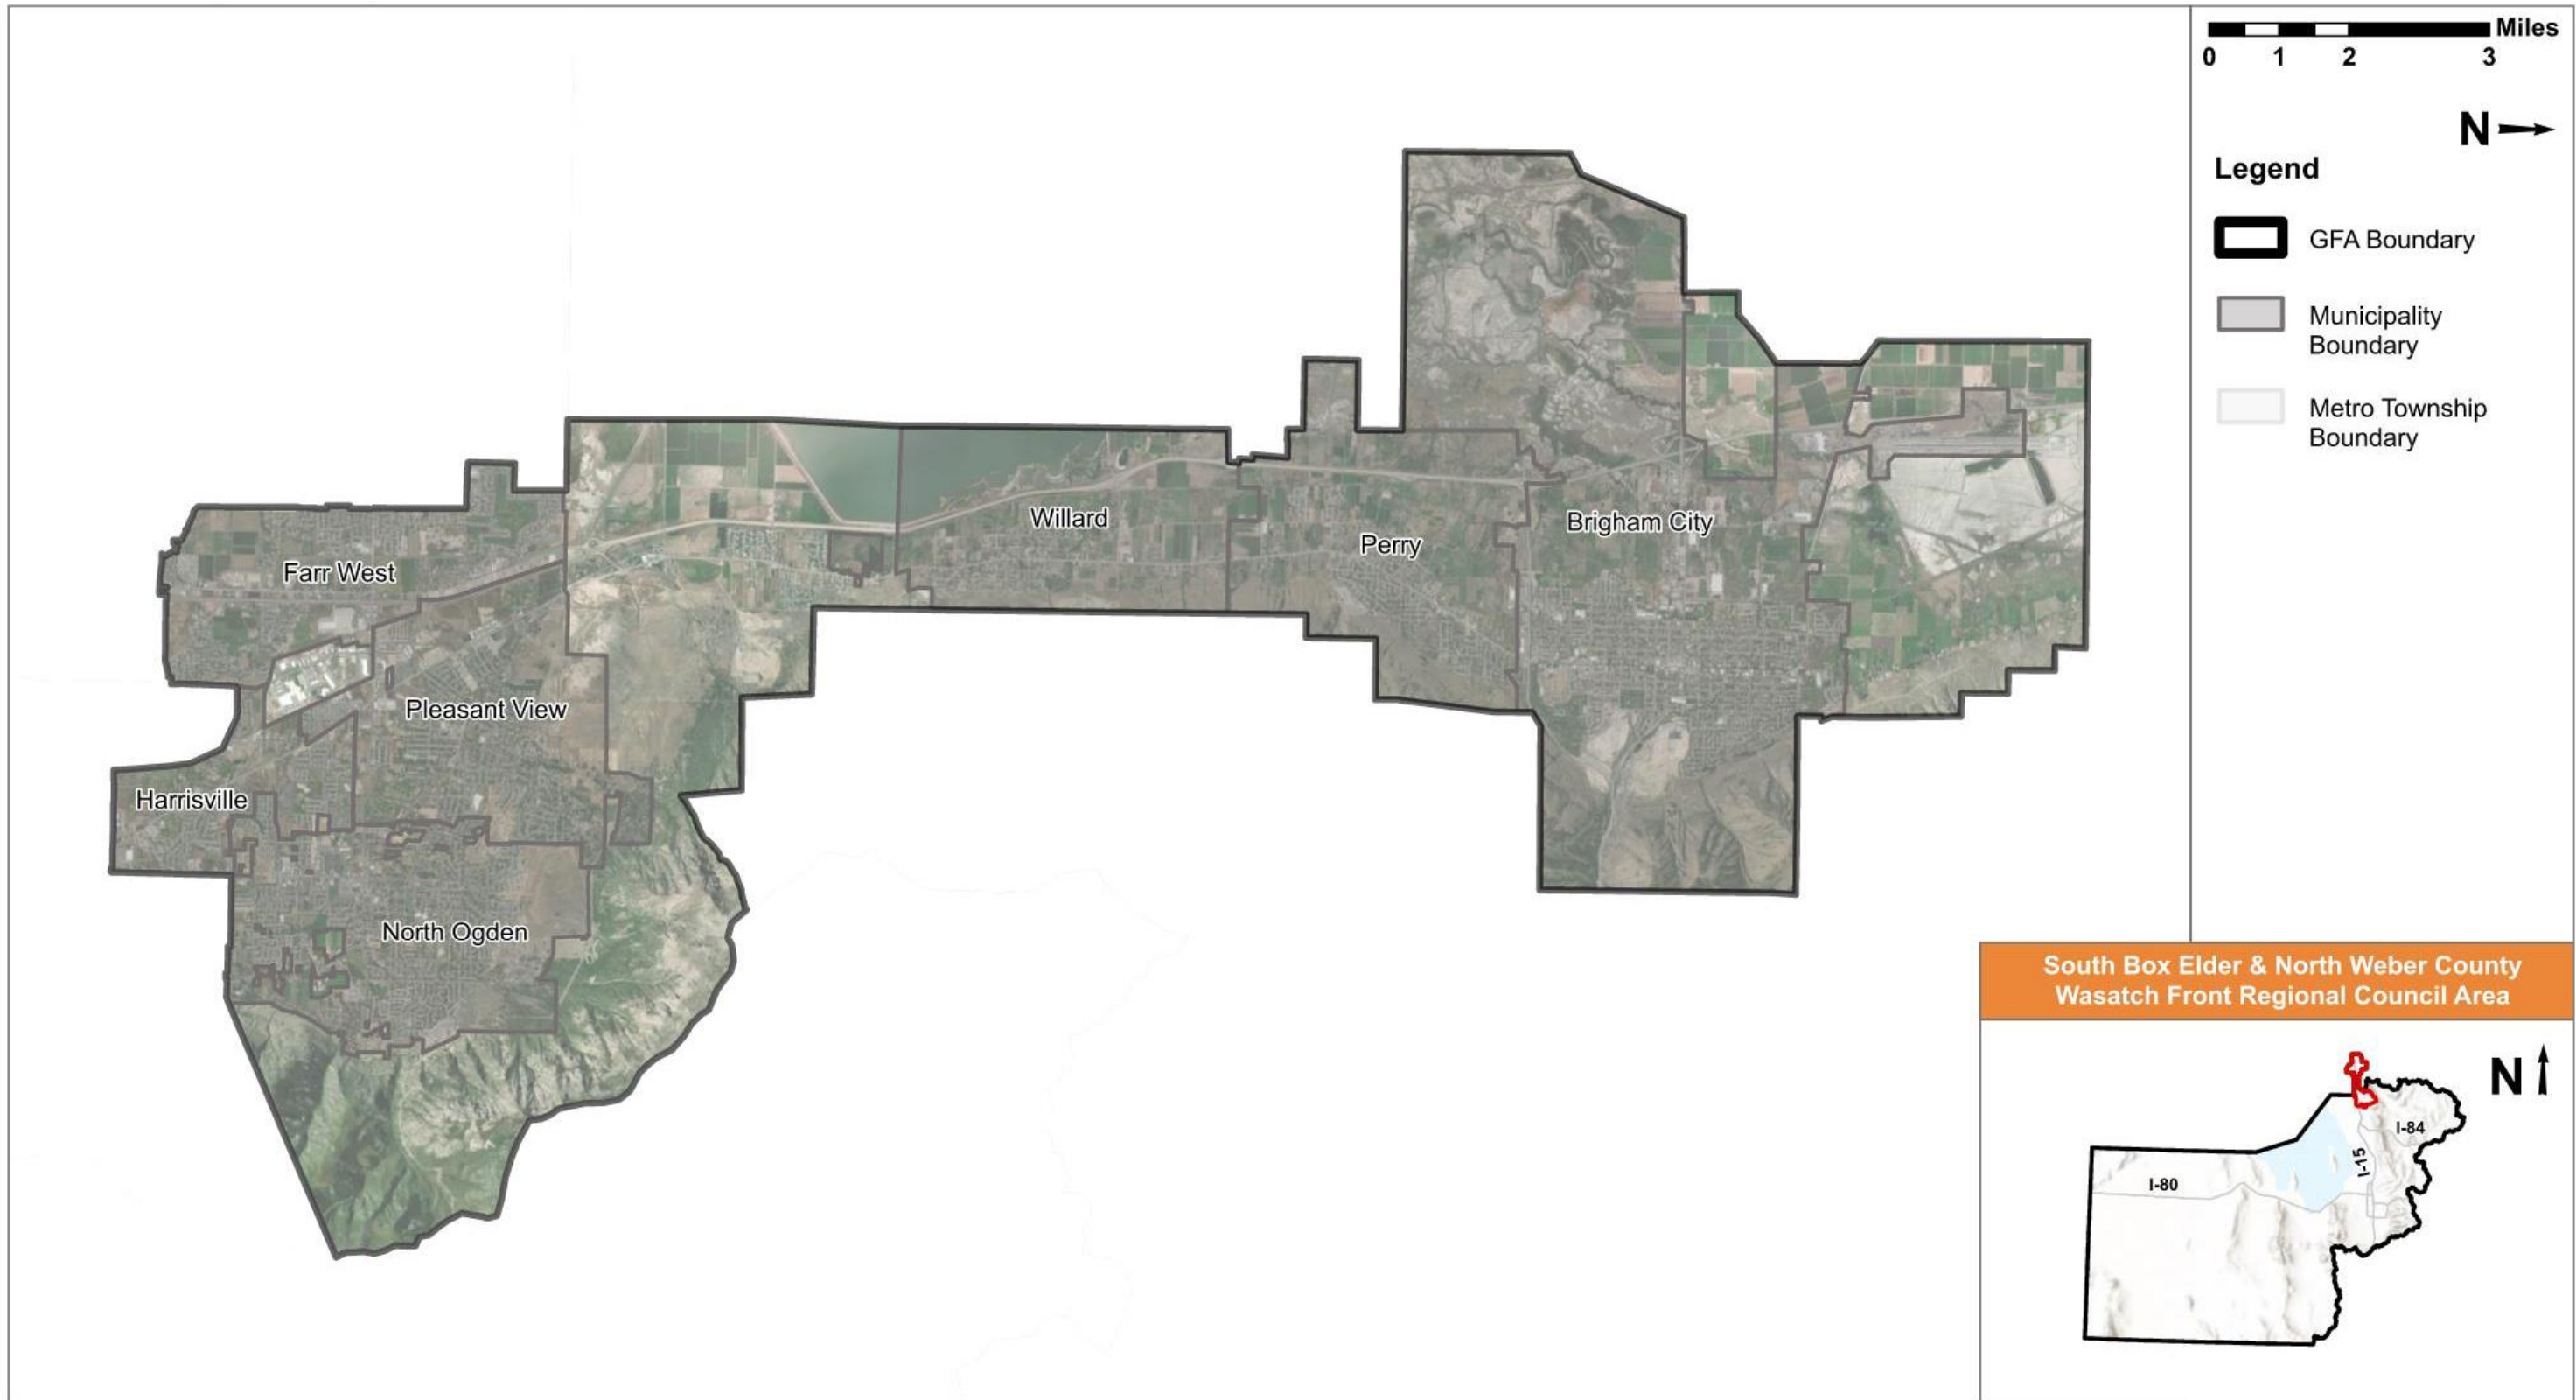 Miles
0 1 2 3
N
Legend
GFA Boundary
Municipality
Boundary
Metro Township
Boundary
Willard
Brigham City
Perry
Farr West
Pleasant View
Harrisville
North Ogden
South Box Elder & North Weber County
Wasatch Front Regional Council Area
N
I-84
I-15
I-80